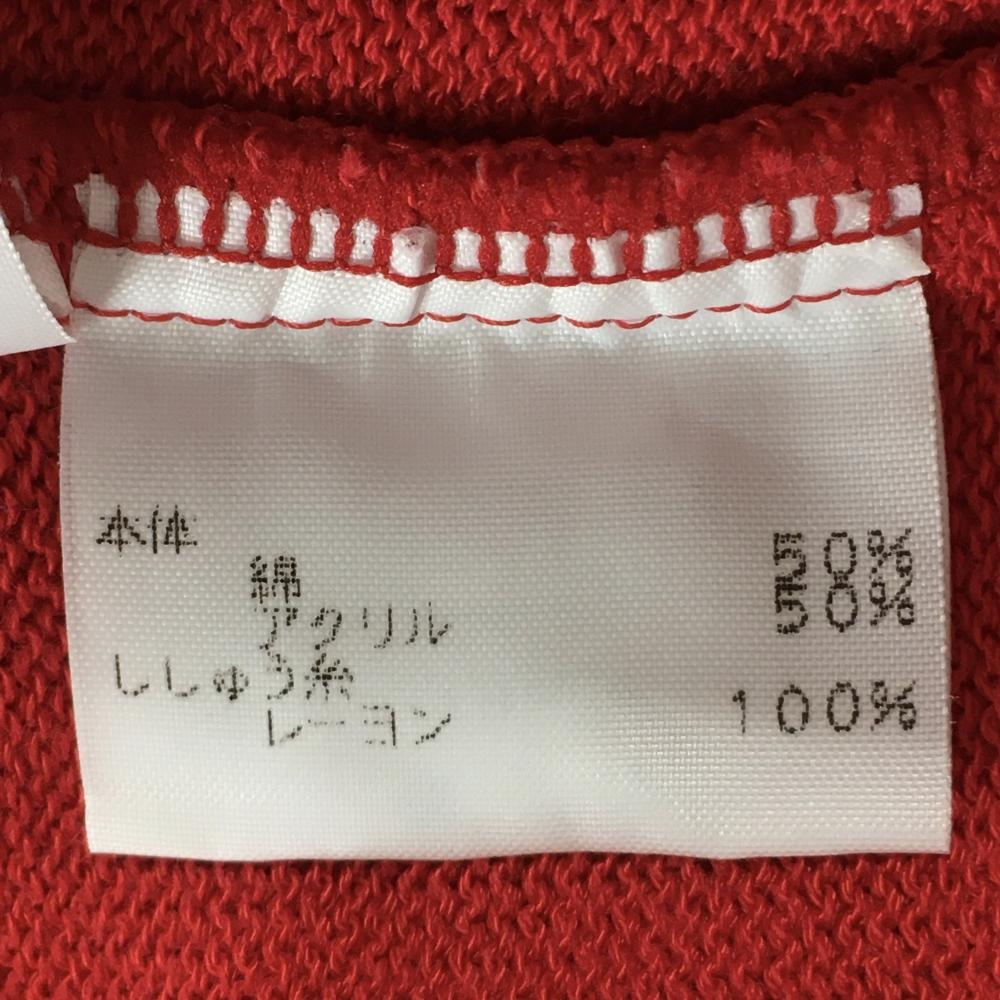 本体
綿 50%
アクリル 50%
ししゅう糸
レーヨン 100%